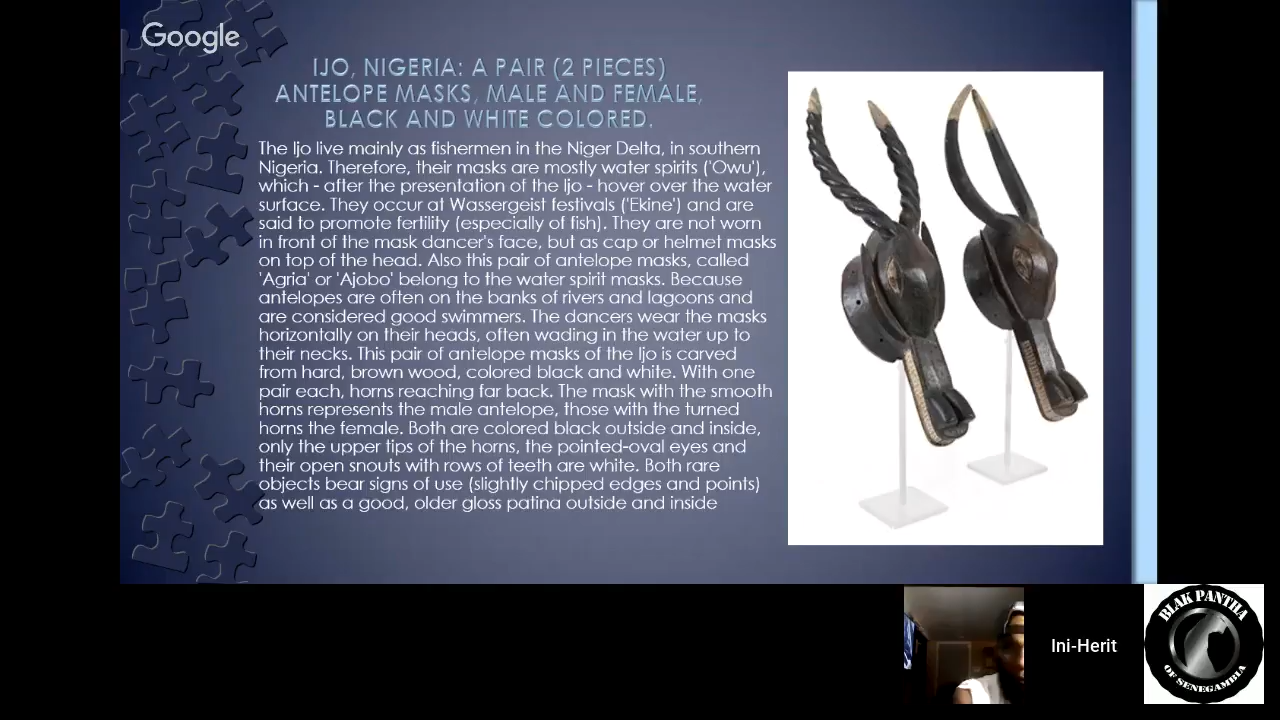 Google
IJO, NIGERIA: A PAIR (2 PIECES)
ANTELOPE MASKS, MALE AND FEMALE,
BLACK AND WHITE COLORED.
The Ijo live mainly as fishermen in the Niger Delta, in southern
Nigeria. Therefore, their masks are mostly water spirits ('Owu'),
which - after the presentation of the Ijo - hover over the water
surface. They occur at Wassergeist festivals ('Ekine') and are
said to promote fertility (especially of fish). They are not worn
in front of the mask dancer's face, but as cap or helmet masks
on top of the head. Also this pair of antelope masks, called
'Agria' or 'Ajobo' belong to the water spirit masks. Because
antelopes are often on the banks of rivers and lagoons and
are considered good swimmers. The dancers wear the masks
horizontally on their heads, often wading in the water up to
their necks. This pair of antelope masks of the Ijo is carved
from hard, brown wood, colored black and white. With one
pair each, horns reaching far back. The mask with the smooth
horns represents the male antelope, those with the turned
horns the female. Both are colored black outside and inside,
only the upper tips of the horns, the pointed-oval eyes and
their open snouts with rows of teeth are white. Both rare
objects bear signs of use (slightly chipped edges and points)
as well as a good, older gloss patina outside and inside
Ini-Herit
BLAK PANTHA
OF SENEGAMBIA